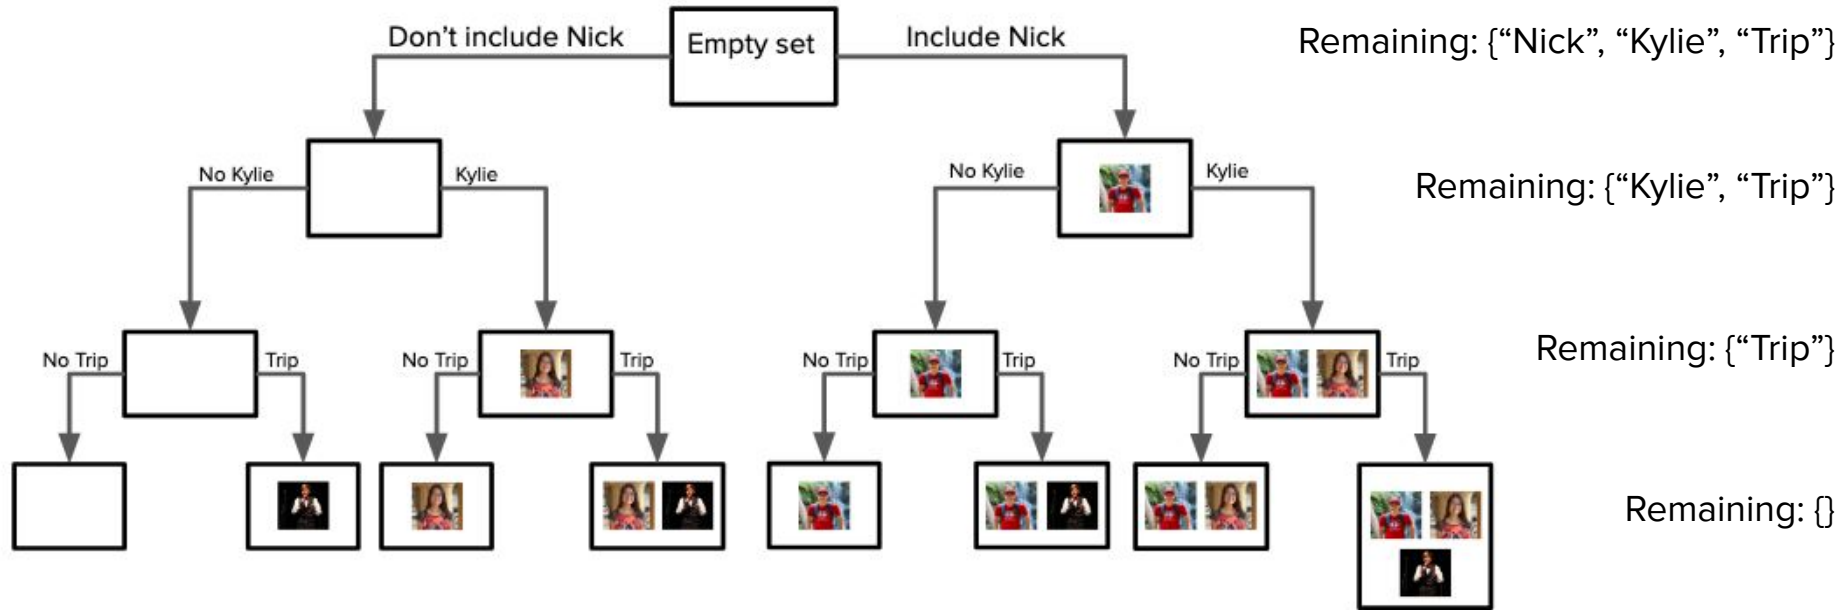 Don't include Nick
Empty set
Include Nick
Remaining: {“Nick”, “Kylie”, “Trip”}
No Kylie
Kylie
No Kylie
Kylie
Remaining: {“Kylie”, “Trip”}
No Trip
Trip
No Trip
Trip
No Trip
Trip
No Trip
Trip
Remaining: {“Trip”}
Remaining: {}